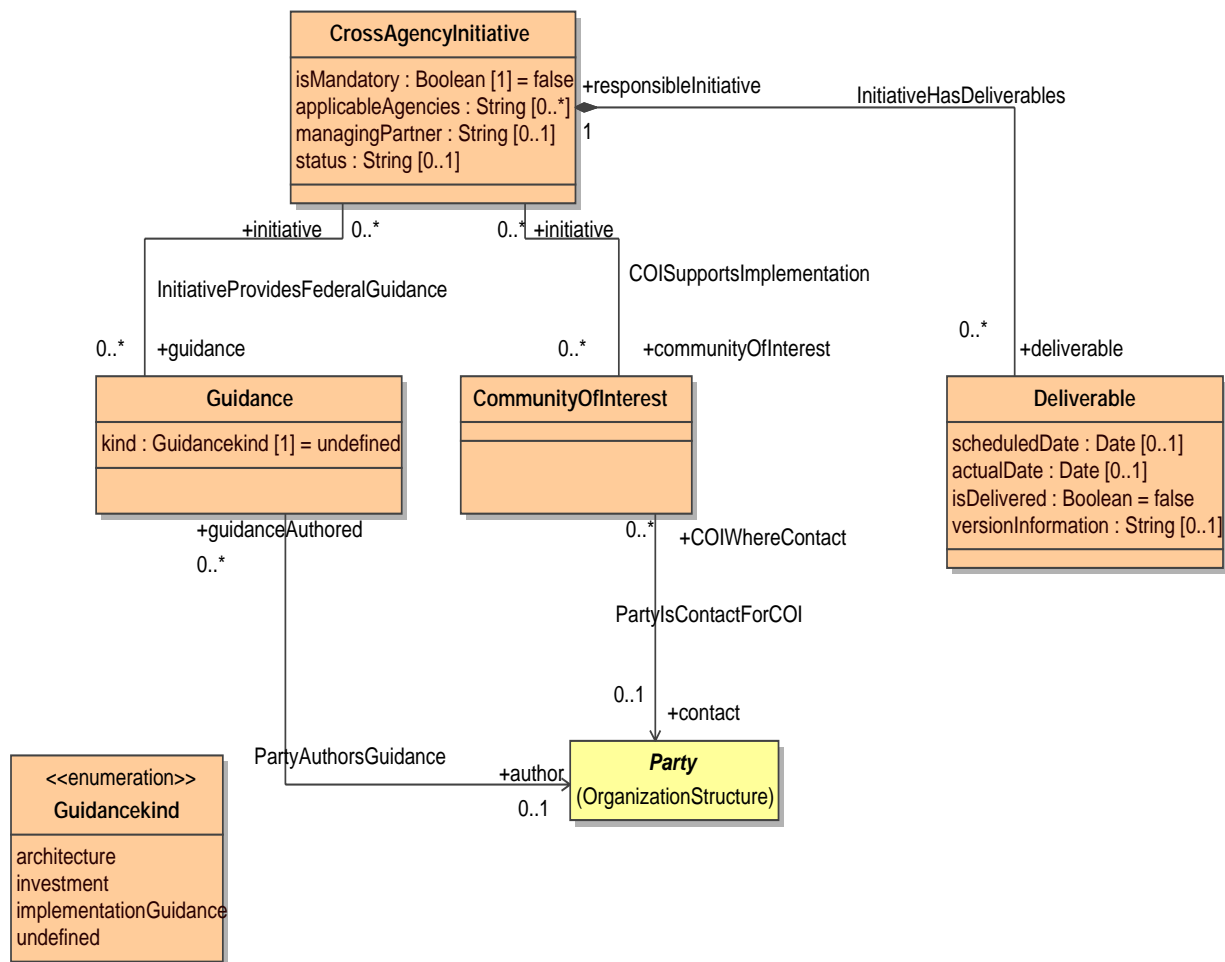 CrossAgencyInitiative
isMandatory : Boolean [1] = false
applicableAgencies : String [0..*]
managingPartner : String [0..1]
status : String [0..1]
+responsibleInitiative
1
InitiativeHasDeliverables
+initiative
0..*
0..*
+initiative
InitiativeProvidesFederalGuidance
COISupportsImplementation
0..*
+guidance
0..*
+communityOfInterest
0..*
+deliverable
Guidance
kind : Guidancekind [1] = undefined
CommunityOfInterest
Deliverable
scheduledDate : Date [0..1]
actualDate : Date [0..1]
isDelivered : Boolean = false
versionInformation : String [0..1]
+guidanceAuthored
0..*
0..*
+COIWhereContact
PartyIsContactForCOI
0..1
+contact
PartyAuthorsGuidance
+author
0..1
Party
(OrganizationStructure)
<<enumeration>>
Guidancekind
architecture
investment
implementationGuidance
undefined